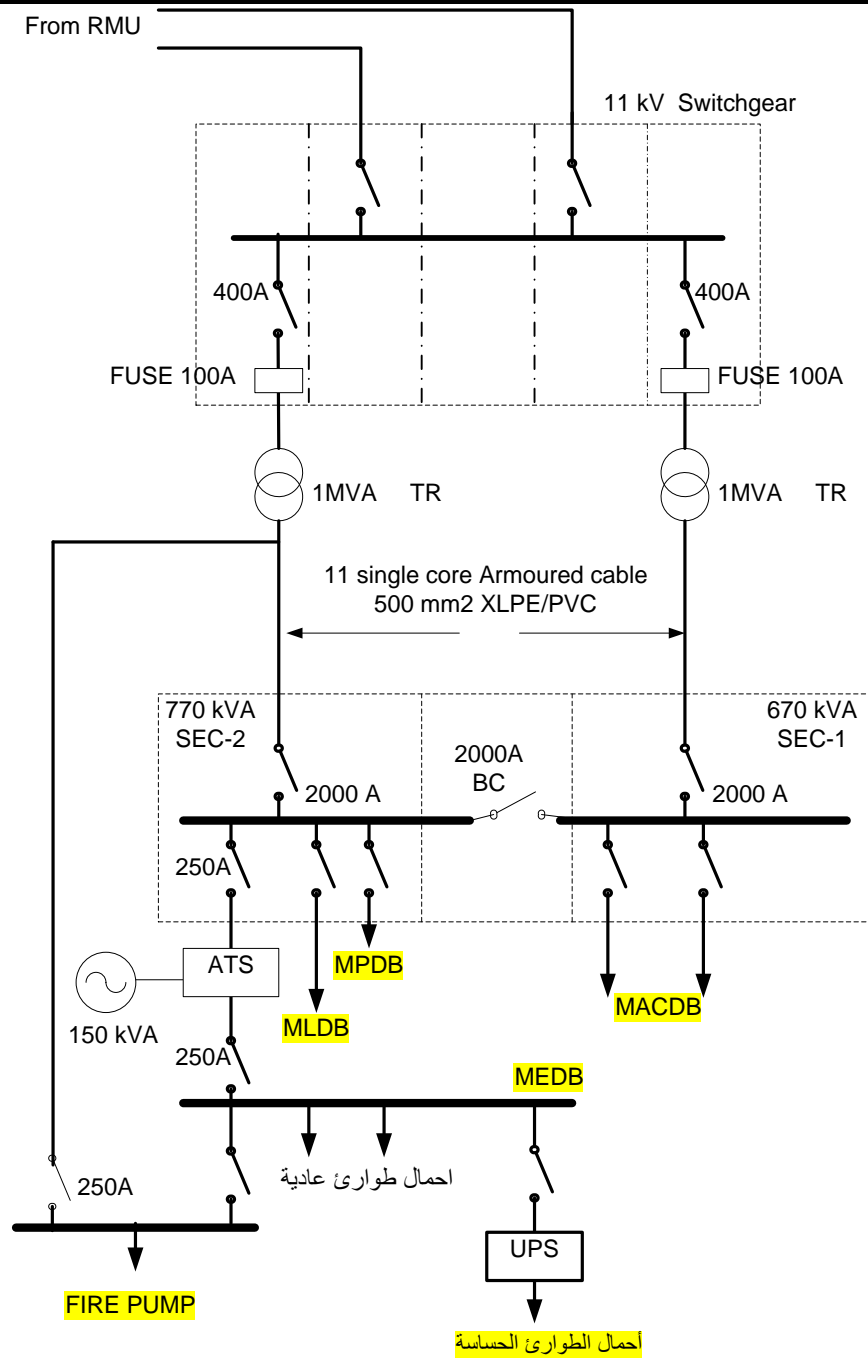 From RMU
11 kV Switchgear
400A
400A
FUSE 100A
FUSE 100A
1MVA TR
1MVA TR
11 single core Armoured cable
500 mm2 XLPE/PVC
770 kVA
SEC-2
670 kVA
SEC-1
2000A
BC
2000 A
2000 A
250A
ATS
MPDB
150 kVA
MLDB
MACDB
250A
MEDB
احمال طوارئ عادية
250A
UPS
FIRE PUMP
أحمال الطوارئ الحساسة